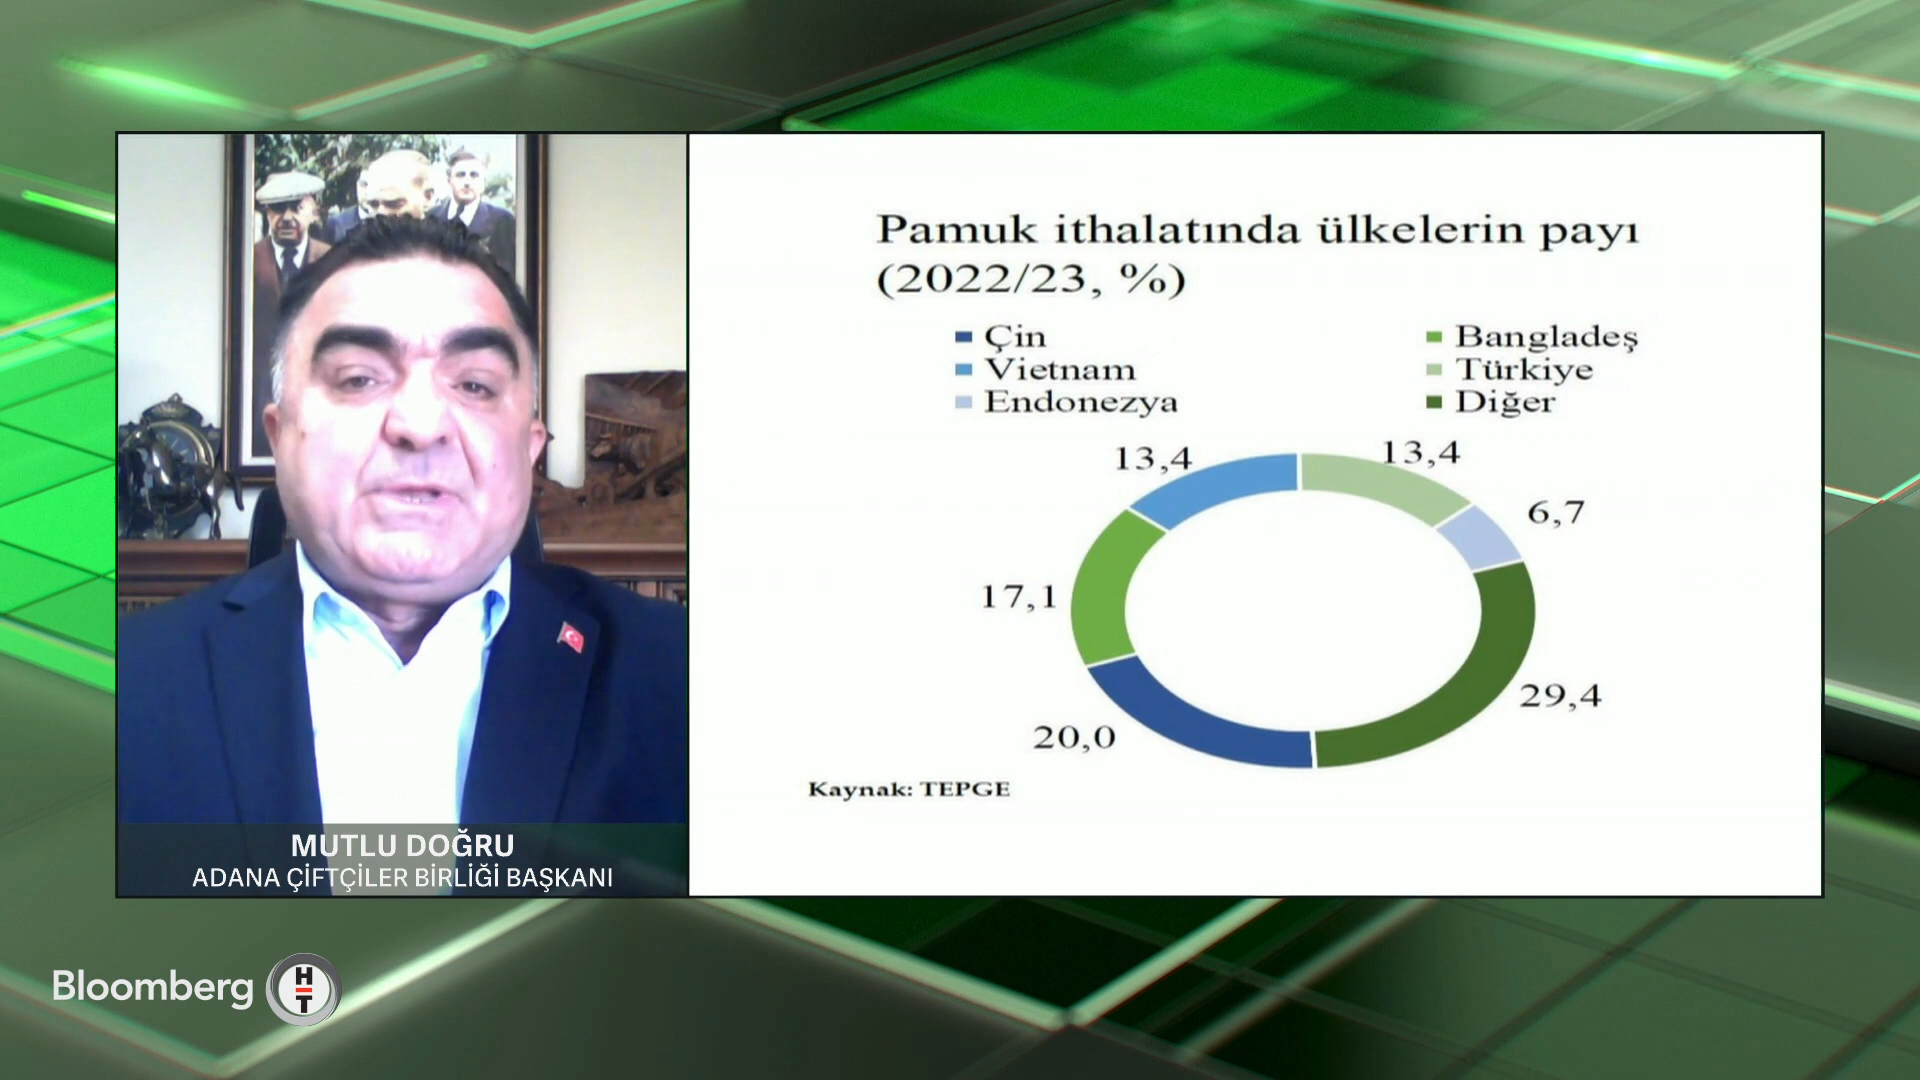 Pamuk ithalatında ülkelerin payı
(2022/23, %)
Çin
Bangladeş
Vietnam
Türkiye
Endonezya
Diğer
13,4
13,4
6,7
17,1
29,4
20,0
Kaynak: TEPGE
MUTLU DOĞRU
ADANA ÇİFTÇİLER BİRLİĞİ BAŞKANI
Bloomberg HT